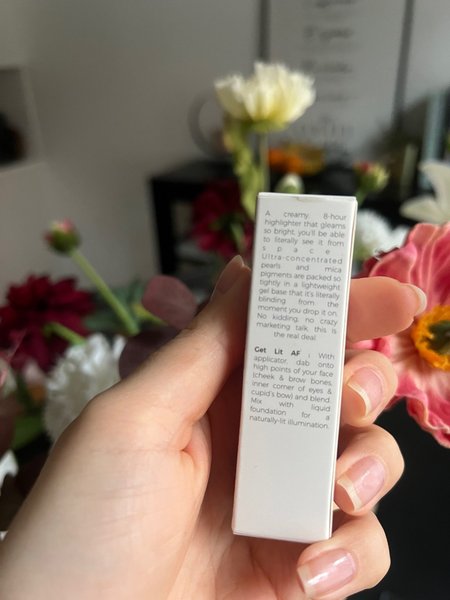 A creamy, 8-hour
highlighter that gleams
so bright, you'll be able
to literally see it from
space.
Ultra-concentrated
pearls and mica
pigments are packed so
tightly in a lightweight
gel base that it's literally
blinding from the
moment you drop it on.
No kidding, no crazy
marketing talk, this is
the real deal.
Get Lit AF : With
applicator, dab onto
high points of your face
(cheek & brow bones,
inner corner of eyes &
cupid's bow) and blend.
Mix with liquid
foundation for a
naturally-lit illumination.